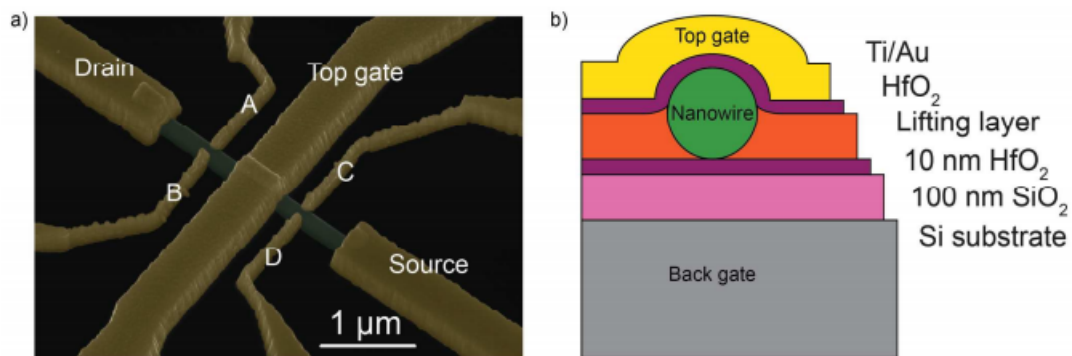 a)
Drain
Top gate
A
B
C
D
Source
1 μm
b)
Top gate
Nanowire
Back gate
Ti/Au
HfO₂
Lifting layer
10 nm HfO₂
100 nm SiO₂
Si substrate